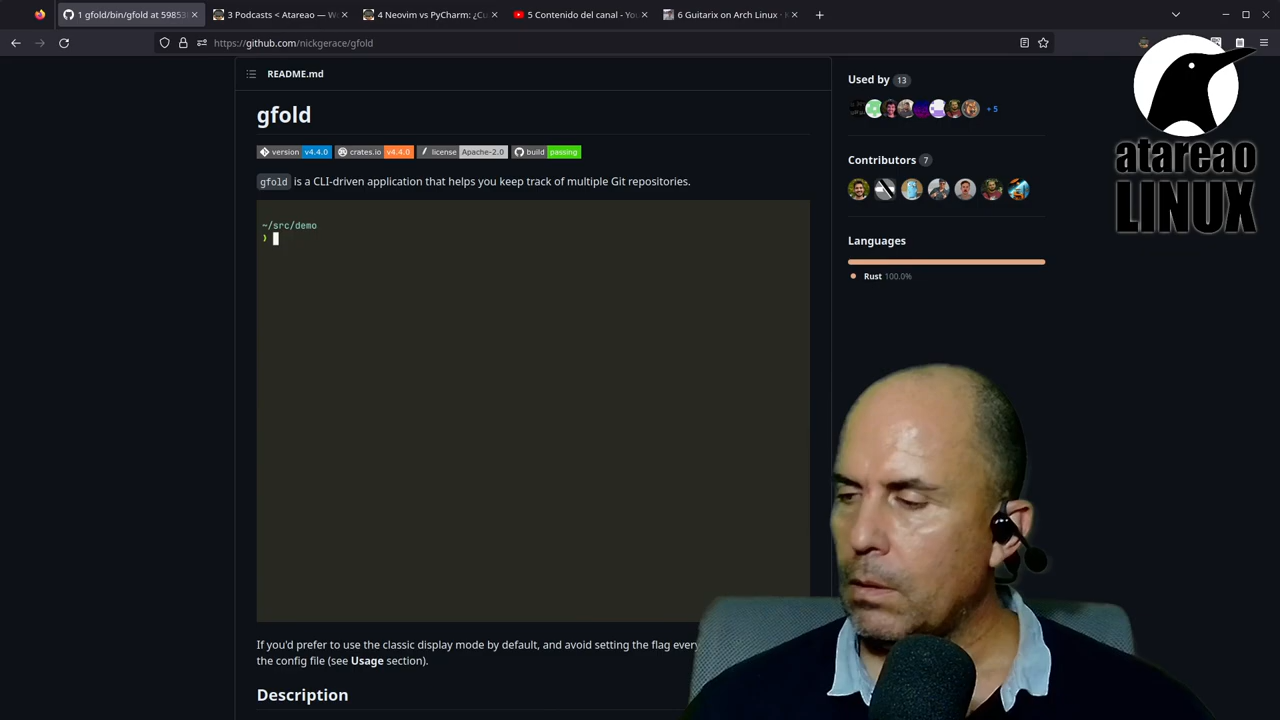 1 gfold/bin/gfold at 59853
3 Podcasts < Atareao — We
4 Neovim vs PyCharm: ¿Cu
5 Contenido del canal - You
6 Guitarix on Arch Linux - K
https://github.com/nickgerace/gfold
README.md
gfold
version v4.4.0
crates.io v4.4.0
license Apache-2.0
build passing
gfold is a CLI-driven application that helps you keep track of multiple Git repositories.
~/src/demo
If you'd prefer to use the classic display mode by default, and avoid setting the flag every
the config file (see Usage section).
Description
Used by 13
+ 5
Contributors 7
Languages
Rust 100.0%
atareao
LINUX